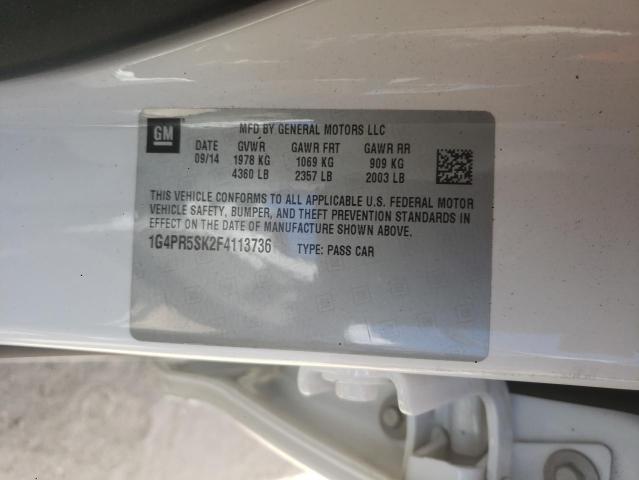 GM
MFD BY GENERAL MOTORS LLC
DATE GVWR GAWR FRT GAWR RR
09/14 1978 KG 1069 KG 909 KG
4360 LB 2357 LB 2003 LB
THIS VEHICLE CONFORMS TO ALL APPLICABLE U.S. FEDERAL MOTOR
VEHICLE SAFETY, BUMPER, AND THEFT PREVENTION STANDARDS IN
EFFECT ON THE DATE OF MANUFACTURE SHOWN ABOVE.
1G4PR5SK2F4113736 TYPE: PASS CAR